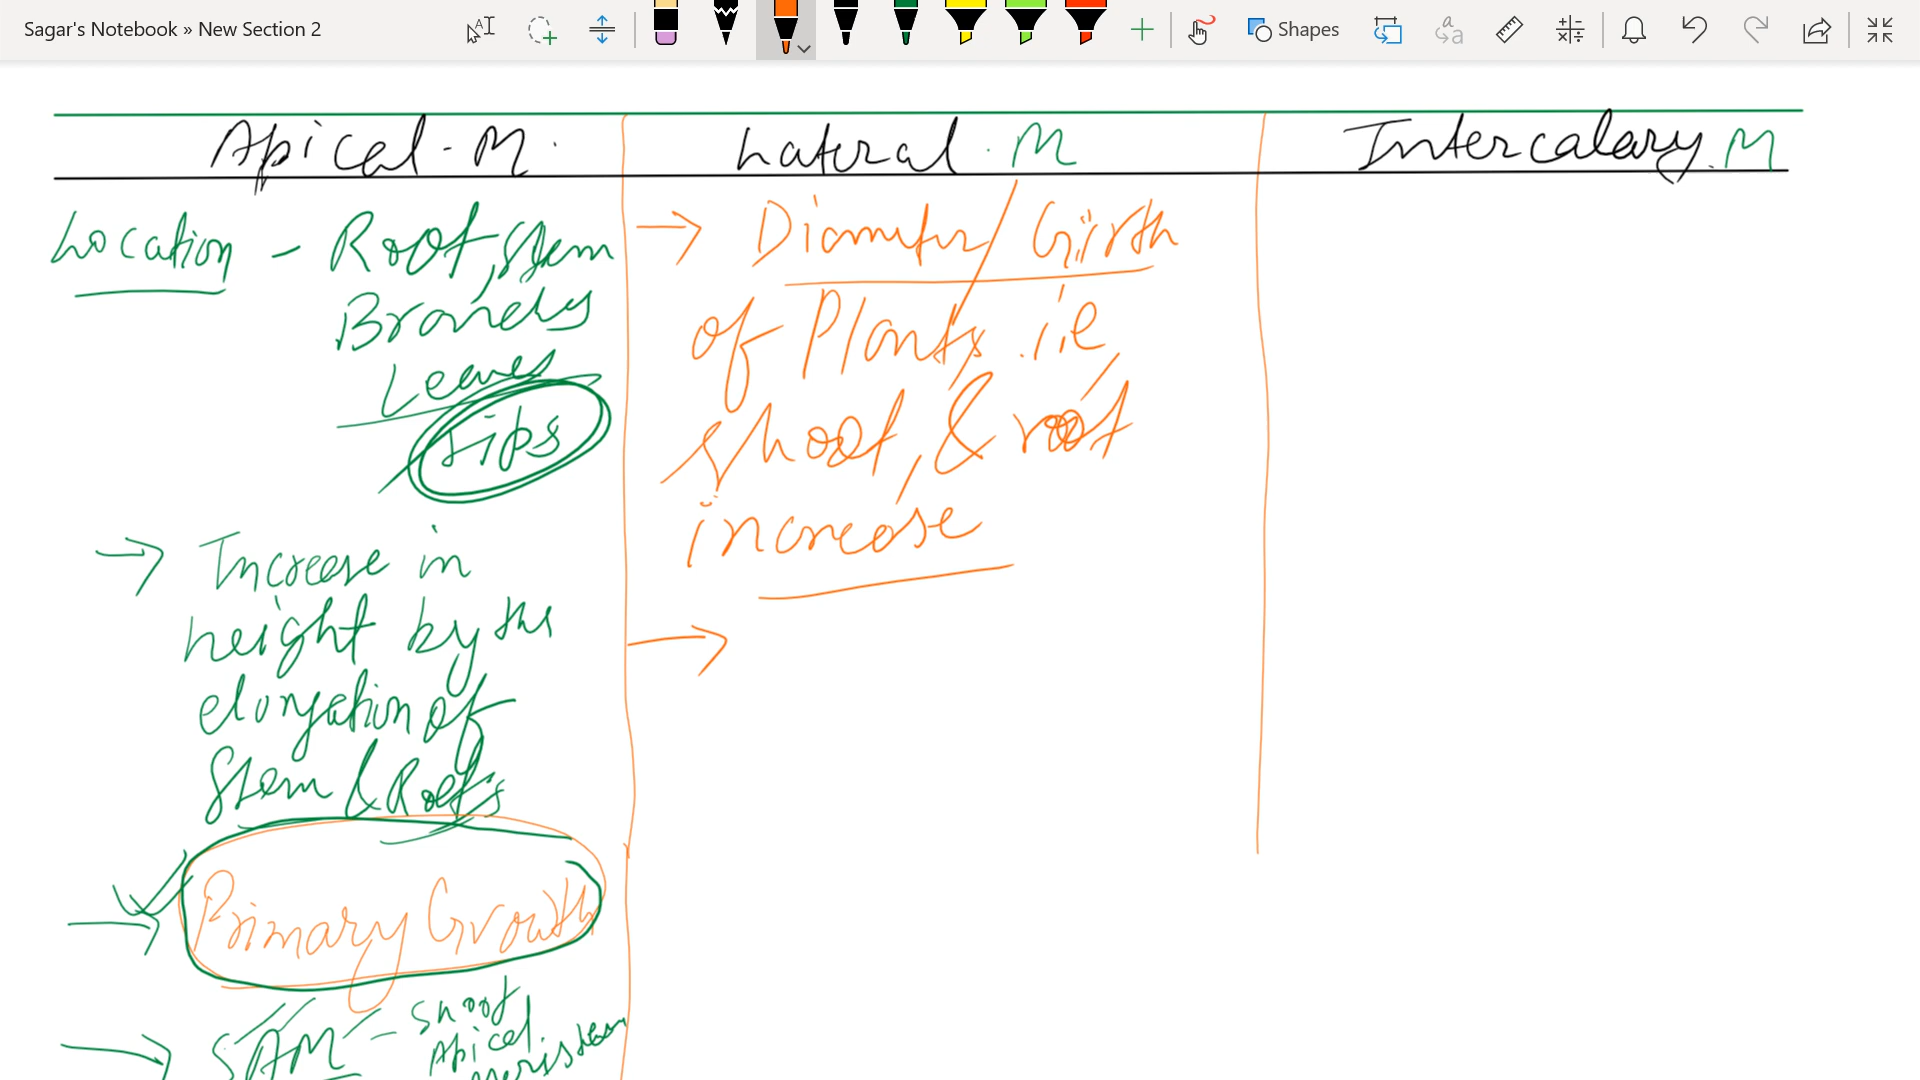 Sagar's Notebook » New Section 2
Shapes
Apical - M.
Lateral . M
Intercalary. M
Location - Root, Stem
Branches
Leaves
tips
→ Increase in
height by the
elongation of
Stem & Roots
→ Primary Growth
→ SAM - Shoot
Apical
meristem
→ Diameter/Girth
of Plants .i.e,
shoot, & root
increase
→